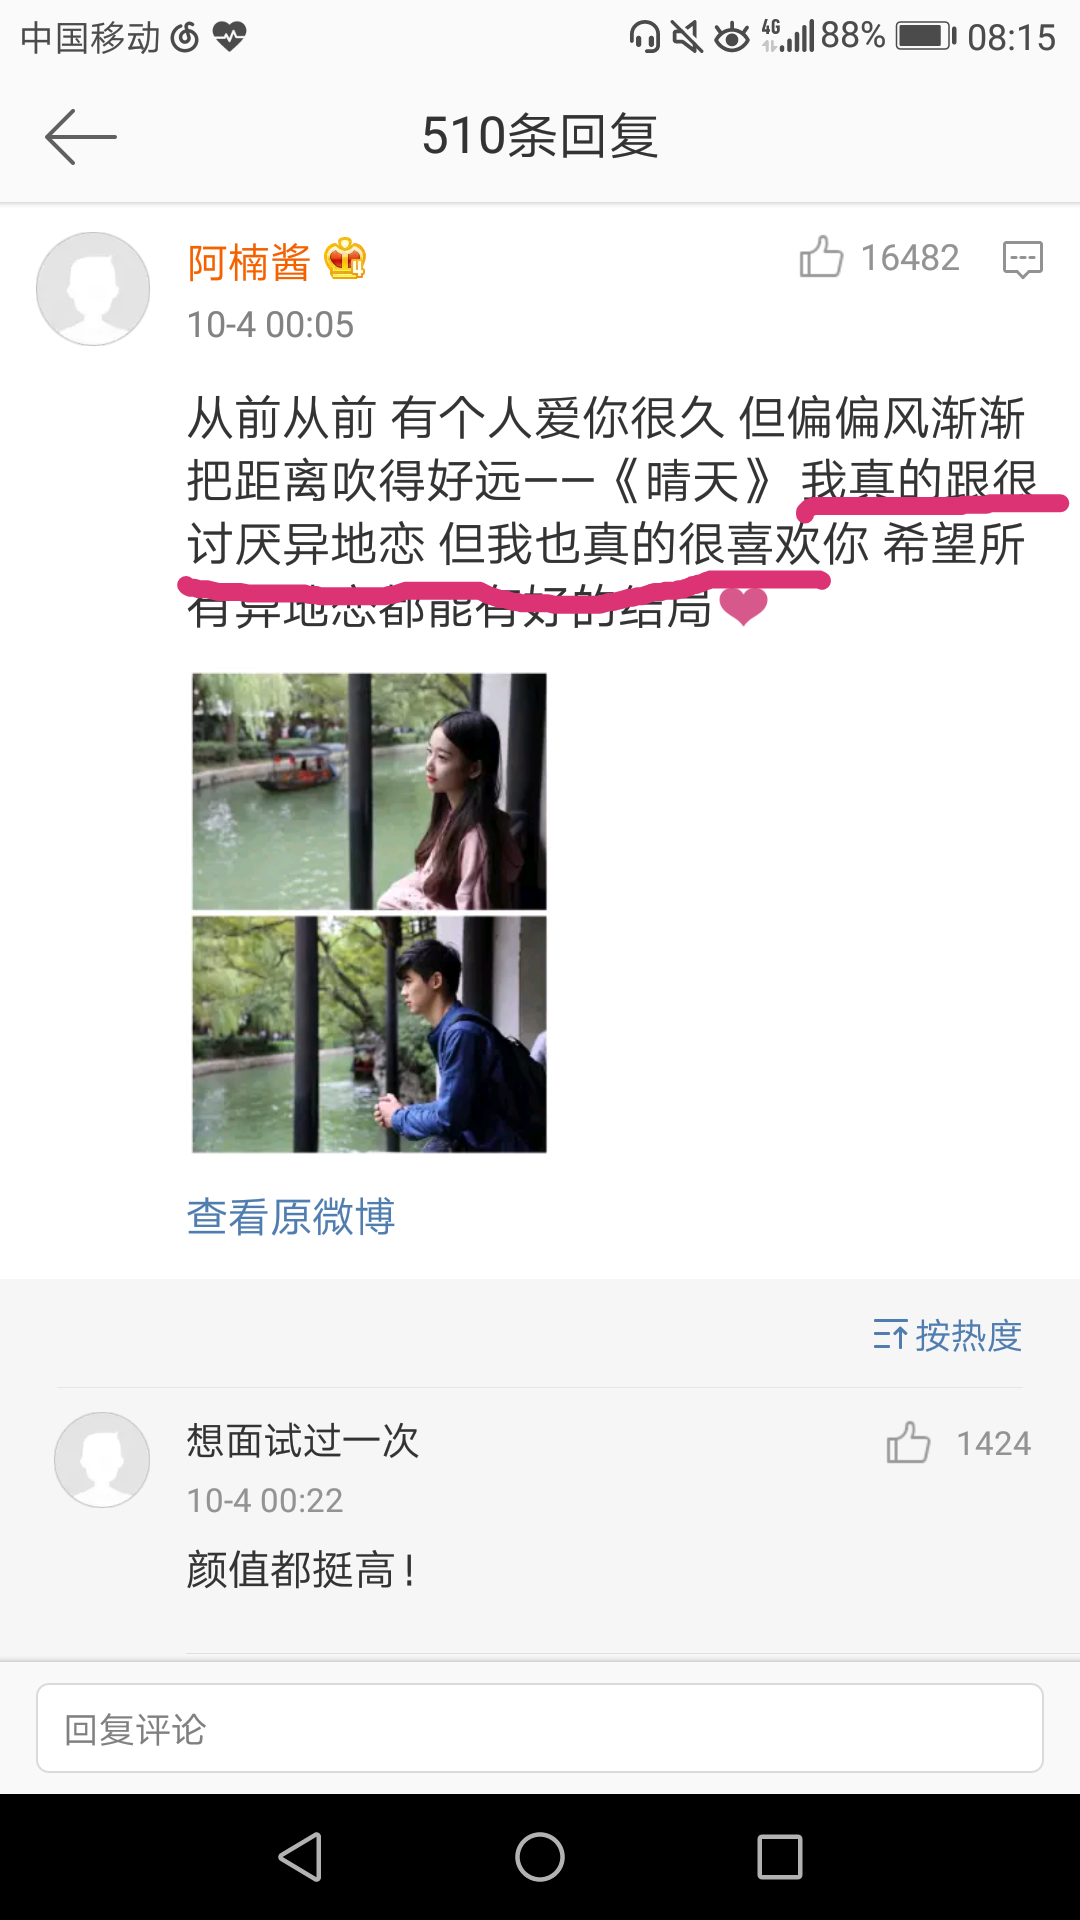 中国移动 4G 88% 08:15
510条回复
阿楠酱 4 16482
10-4 00:05
从前从前 有个人爱你很久 但偏偏风渐渐
把距离吹得好远一一《晴天》 我真的跟很
讨厌异地恋 但我也真的很喜欢你 希望所
有异地恋都能有好的结局
查看原微博
按热度
想面试过一次 1424
10-4 00:22
颜值都挺高!
回复评论